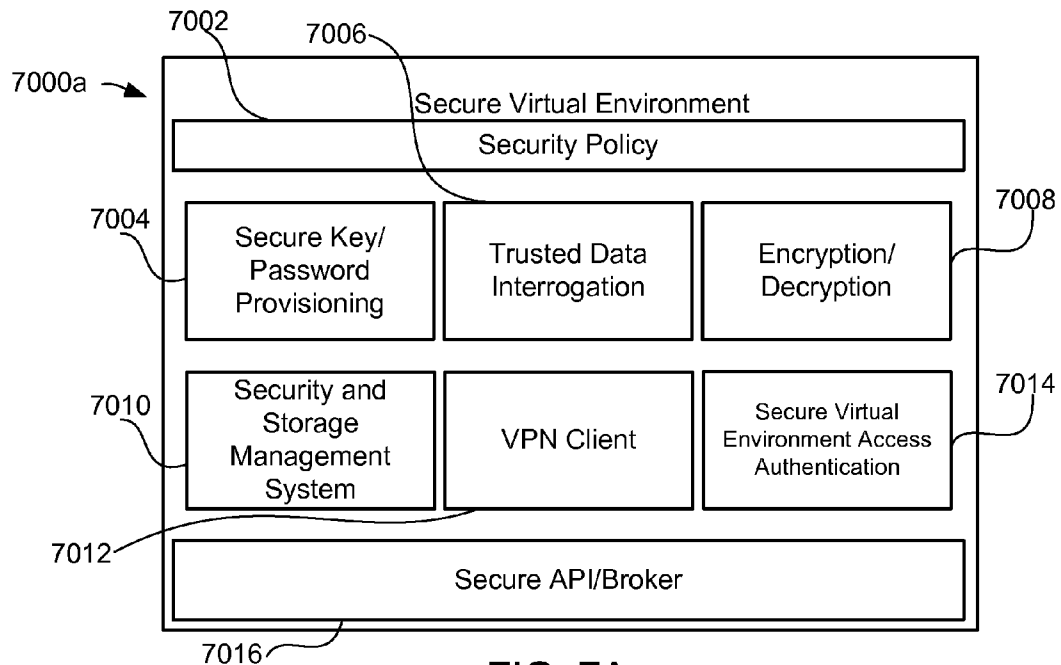 7002
7006
7000a
Secure Virtual Environment
Security Policy
7004
7008
Secure Key/
Password
Provisioning
Trusted Data
Interrogation
Encryption/
Decryption
7010
7014
Security and
Storage
Management
System
VPN Client
Secure Virtual
Environment Access
Authentication
7012
Secure API/Broker
7016